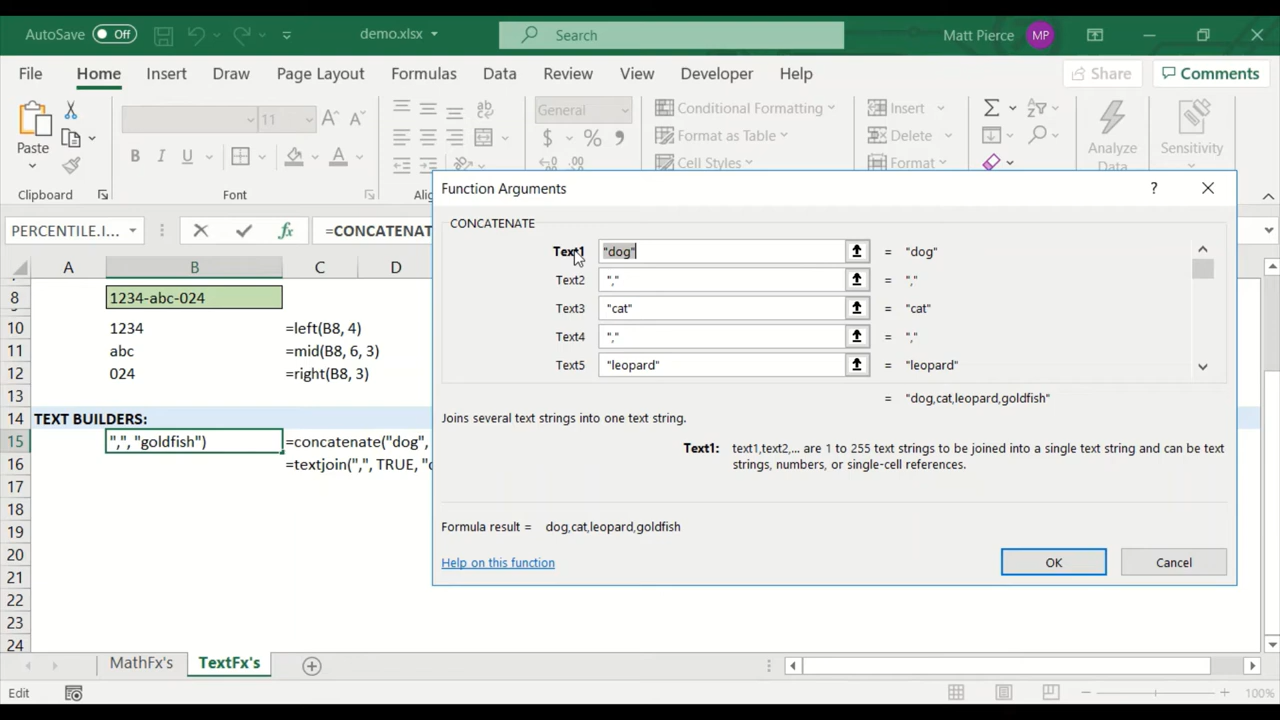 AutoSave Off demo.xlsx Search Matt Pierce MP
File Home Insert Draw Page Layout Formulas Data Review View Developer Help Share Comments
Paste
Clipboard
11
B I U A
Font
ab
General
$ % 9
Conditional Formatting
Format as Table
Cell Styles
Insert
Delete
Format
Analyze
Data
Sensitivity
PERCENTILE.I... fx =CONCATENAT
A B C D
8 1234-abc-024
10 1234 =left(B8, 4)
11 abc =mid(B8, 6, 3)
12 024 =right(B8, 3)
13
14 TEXT BUILDERS:
15 ",", "goldfish") =concatenate("dog",
16 =textjoin(",", TRUE, "
17
18
19
20
21
22
23
24
Function Arguments ?
CONCATENATE
Text1 "dog" = "dog"
Text2 "," = ","
Text3 "cat" = "cat"
Text4 "," = ","
Text5 "leopard" = "leopard"
= "dog,cat,leopard,goldfish"
Joins several text strings into one text string.
Text1: text1,text2,... are 1 to 255 text strings to be joined into a single text string and can be text
strings, numbers, or single-cell references.
Formula result = dog,cat,leopard,goldfish
Help on this function OK Cancel
MathFx's TextFx's
Edit 100%